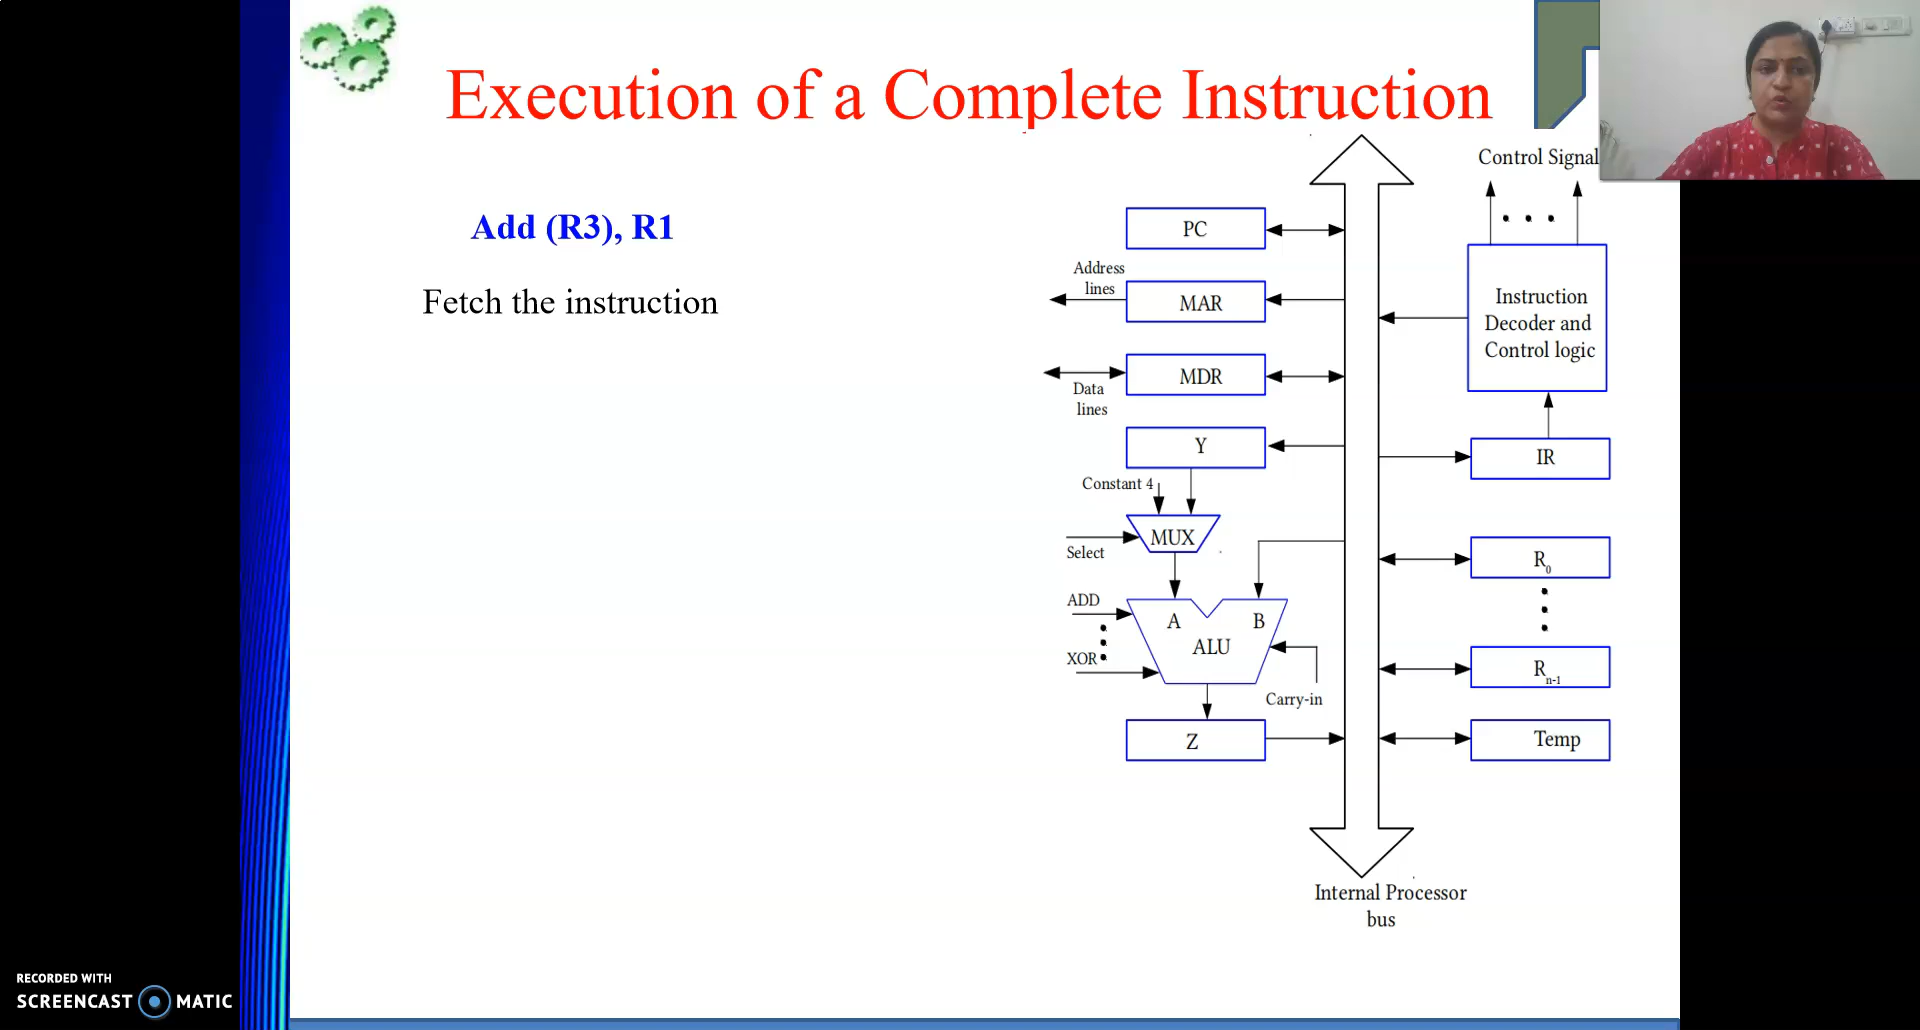 Execution of a Complete Instruction
Add (R3), R1
Fetch the instruction
Control Signal
PC
Address
lines
MAR
Instruction
Decoder and
Control logic
MDR
Data
lines
Y
IR
Constant 4
MUX
Select
R0
ADD
A
B
ALU
XOR
Rn-1
Carry-in
Z
Temp
Internal Processor
bus
RECORDED WITH
SCREENCAST MATIC